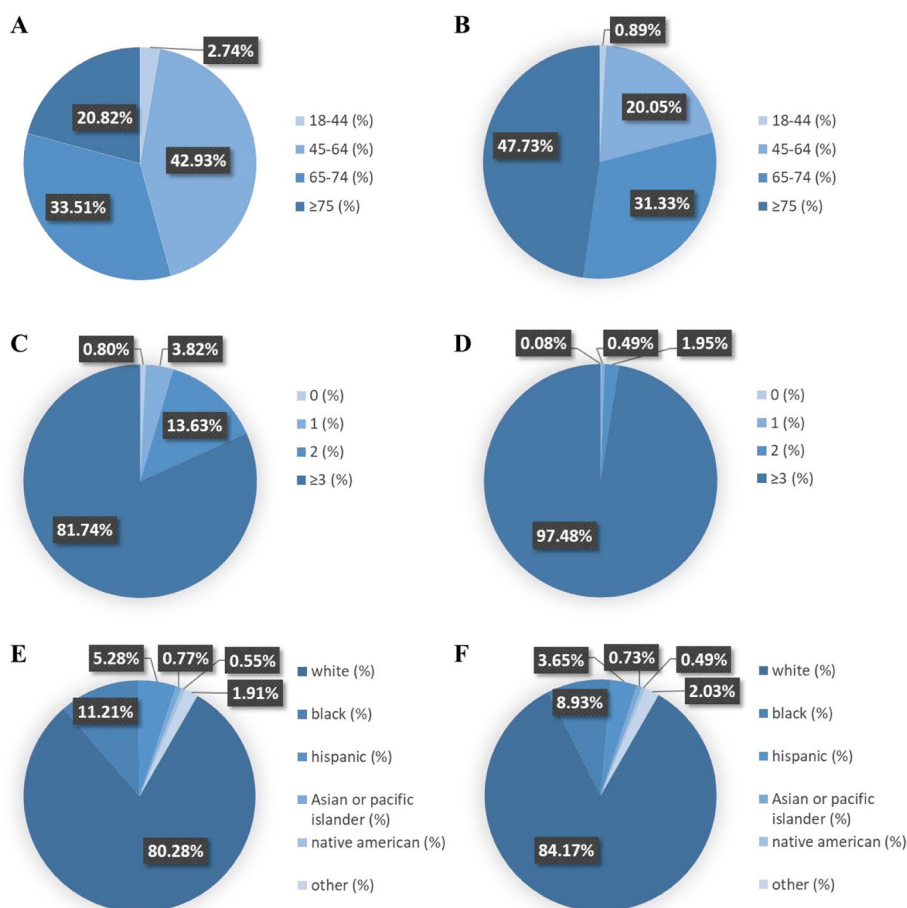 A
2.74%
20.82%
42.93%
33.51%
18-44 (%)
45-64 (%)
65-74 (%)
≥75 (%)
B
0.89%
20.05%
47.73%
31.33%
18-44 (%)
45-64 (%)
65-74 (%)
≥75 (%)
C
0.80%
3.82%
13.63%
81.74%
0 (%)
1 (%)
2 (%)
≥3 (%)
D
0.08%
0.49%
1.95%
97.48%
0 (%)
1 (%)
2 (%)
≥3 (%)
E
5.28%
0.77%
0.55%
1.91%
11.21%
80.28%
white (%)
black (%)
hispanic (%)
Asian or pacific
islander (%)
native american (%)
other (%)
F
3.65%
0.73%
0.49%
2.03%
8.93%
84.17%
white (%)
black (%)
hispanic (%)
Asian or pacific
islander (%)
native american (%)
other (%)